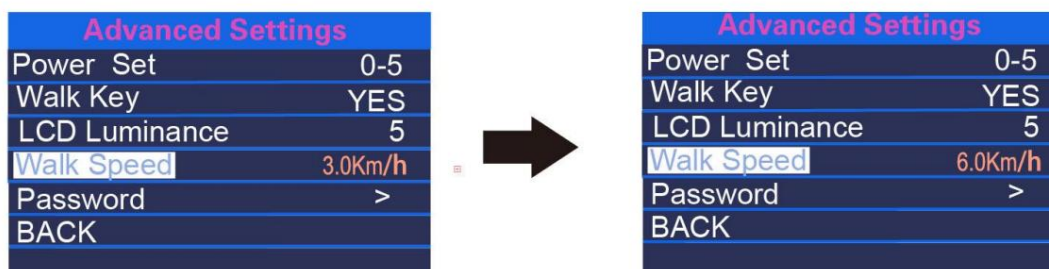 Advanced Settings
Power Set 0-5
Walk Key YES
LCD Luminance 5
Walk Speed 3.0Km/h
Password >
BACK
Advanced Settings
Power Set 0-5
Walk Key YES
LCD Luminance 5
Walk Speed 6.0Km/h
Password >
BACK